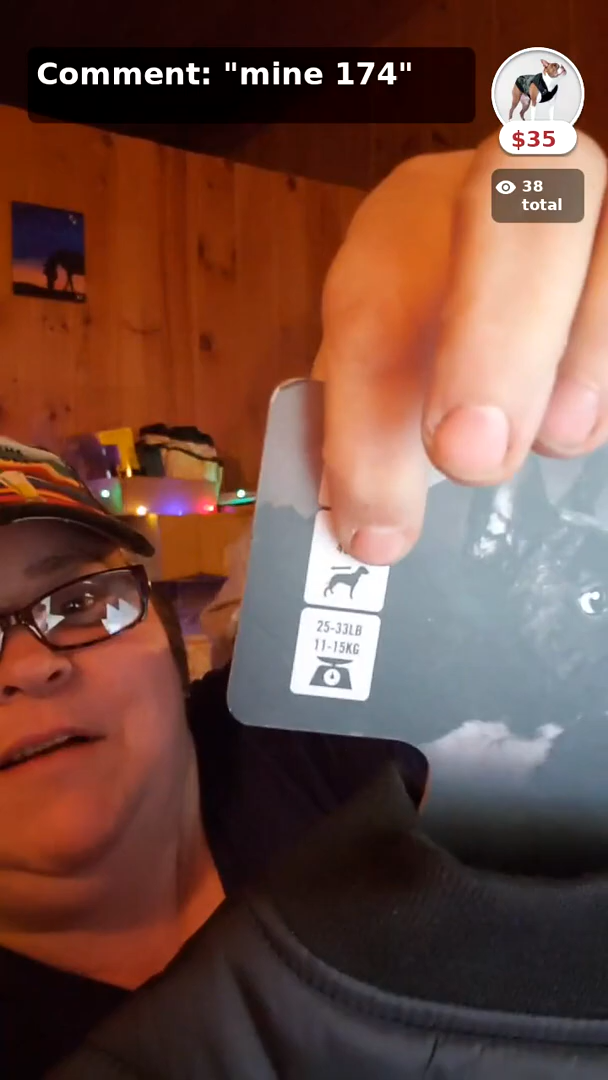 Comment: "mine 174"
$35
38
total
25-33LB
11-15KG